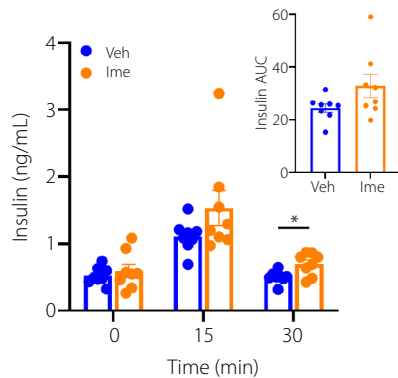 60
40
20
0
Insulin AUC
Veh
Ime
Veh
Ime
4
3
2
1
0
Insulin (ng/mL)
*
0
15
30
Time (min)